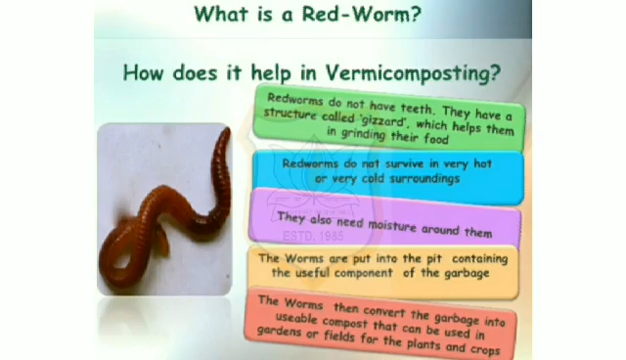 What is a Red-Worm?
How does it help in Vermicomposting?
Redworms do not have teeth. They have a
structure called 'gizzard', which helps them
in grinding their food
Redworms do not survive in very hot
or very cold surroundings
They also need moisture around them
ESTD. 1985
The Worms are put into the pit containing
the useful component of the garbage
The Worms then convert the garbage into
useable compost that can be used in
gardens or fields for the plants and crops